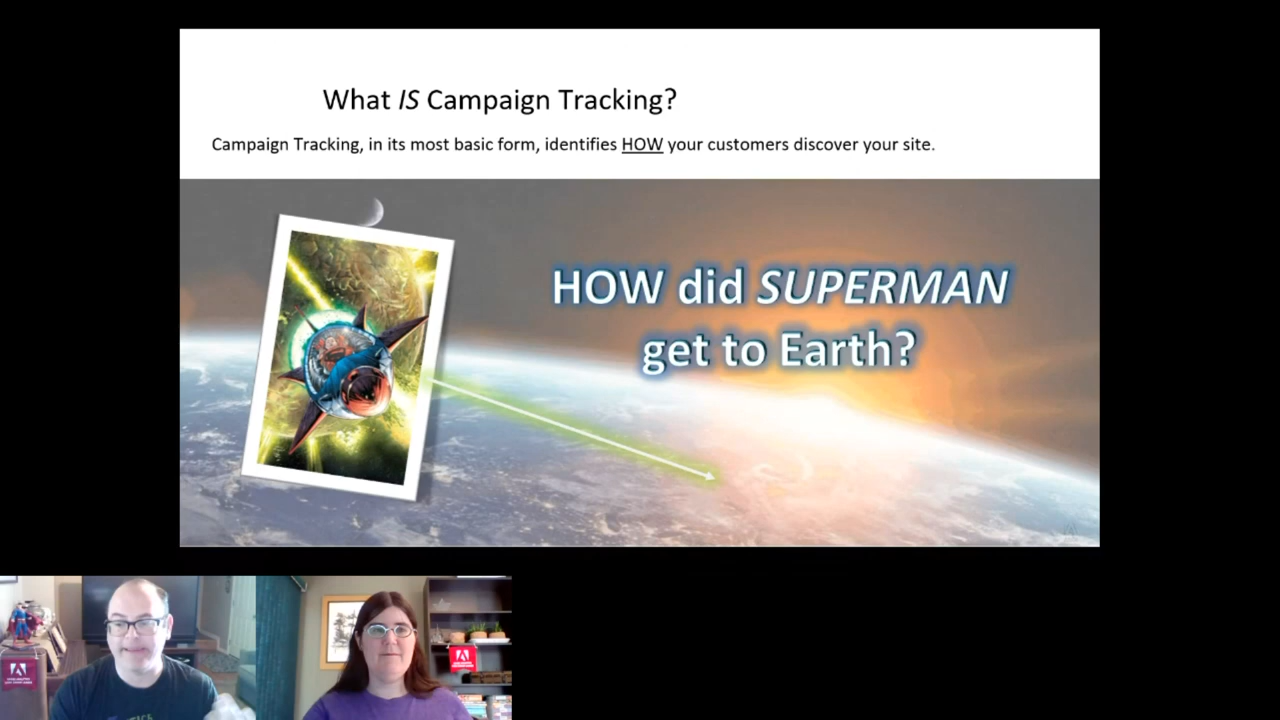 What IS Campaign Tracking?
Campaign Tracking, in its most basic form, identifies HOW your customers discover your site.
HOW did SUPERMAN
get to Earth?